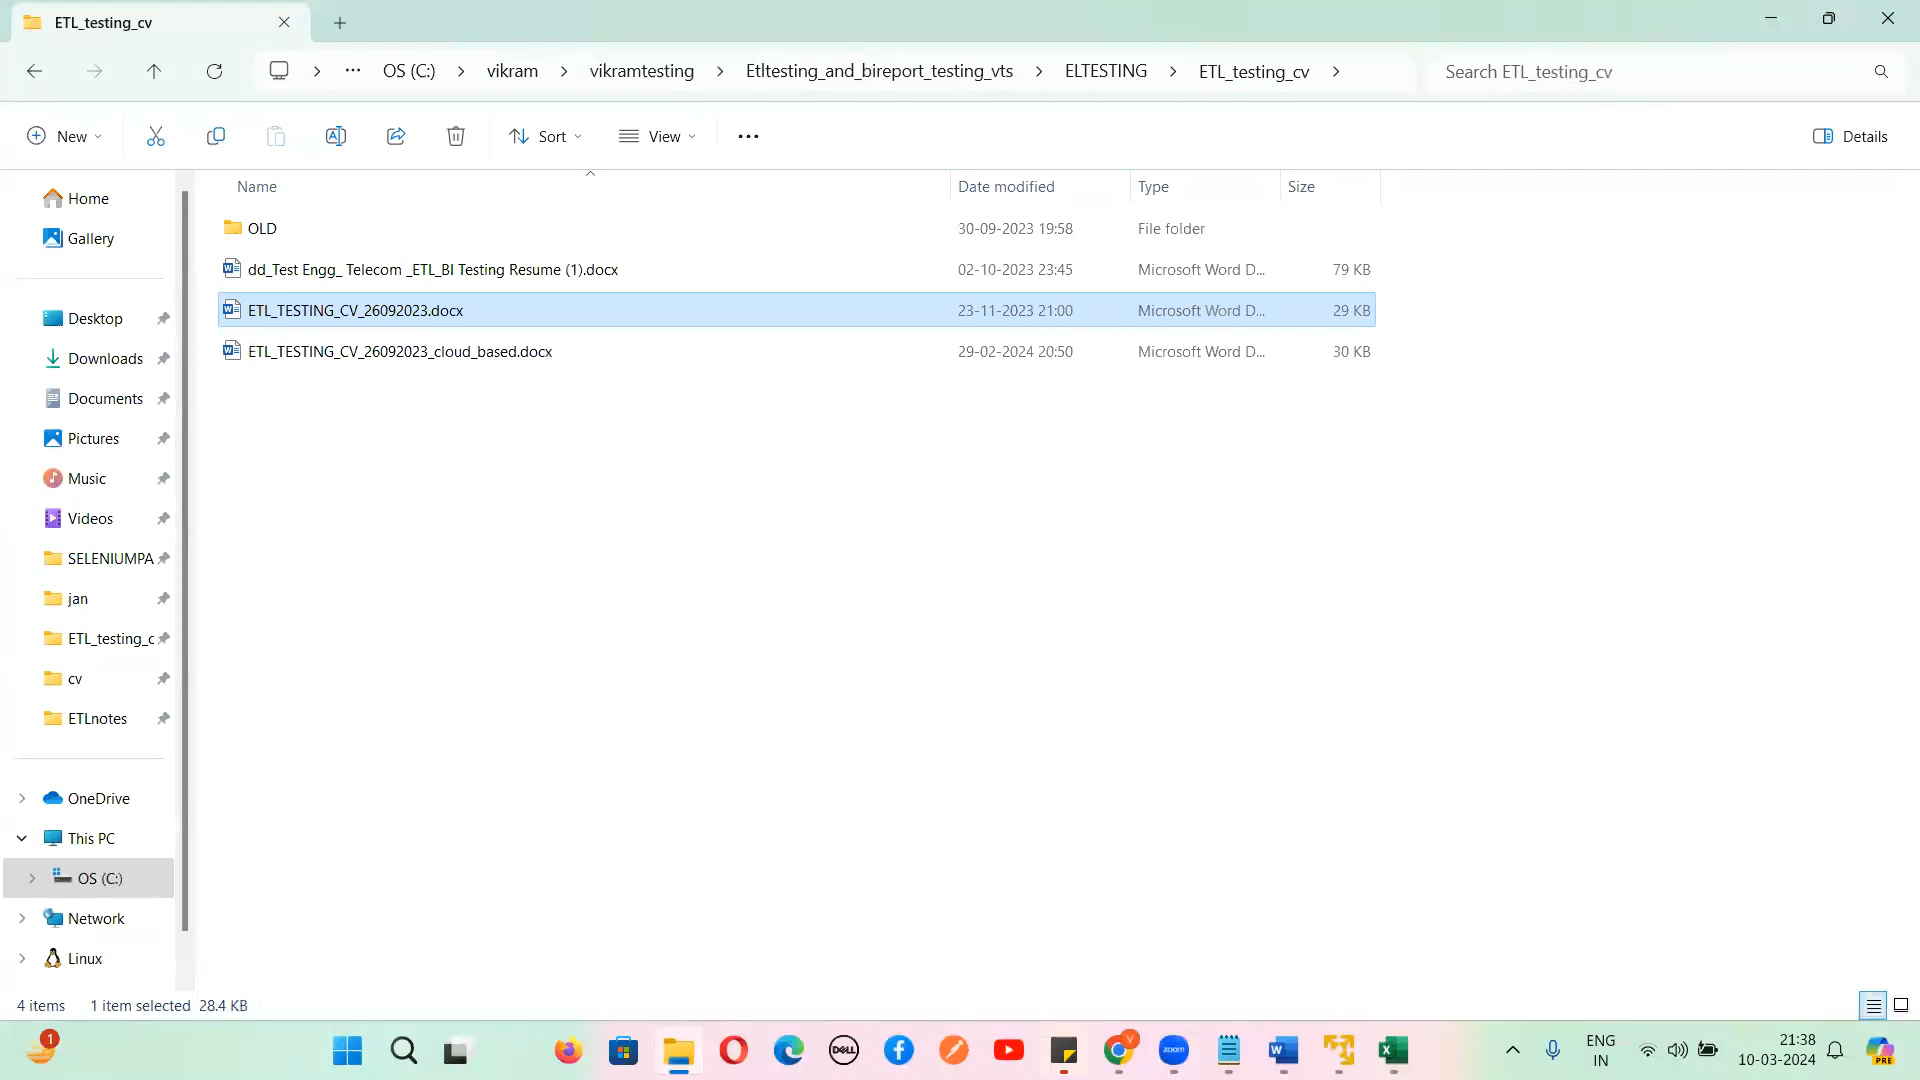 ETL_testing_cv
OS (C:) vikram vikramtesting Etltesting_and_bireport_testing_vts ELTESTING ETL_testing_cv
Search ETL_testing_cv
New
Sort
View
Details
Name Date modified Type Size
OLD 30-09-2023 19:58 File folder
dd_Test Engg_ Telecom _ETL_BI Testing Resume (1).docx 02-10-2023 23:45 Microsoft Word D... 79 KB
ETL_TESTING_CV_26092023.docx 23-11-2023 21:00 Microsoft Word D... 29 KB
ETL_TESTING_CV_26092023_cloud_based.docx 29-02-2024 20:50 Microsoft Word D... 30 KB
Home
Gallery
Desktop
Downloads
Documents
Pictures
Music
Videos
SELENIUMPA
jan
ETL_testing_c
cv
ETLnotes
OneDrive
This PC
OS (C:)
Network
Linux
4 items 1 item selected 28.4 KB
1
DELL
zoom
V
ENG
IN
21:38
10-03-2024
PRE